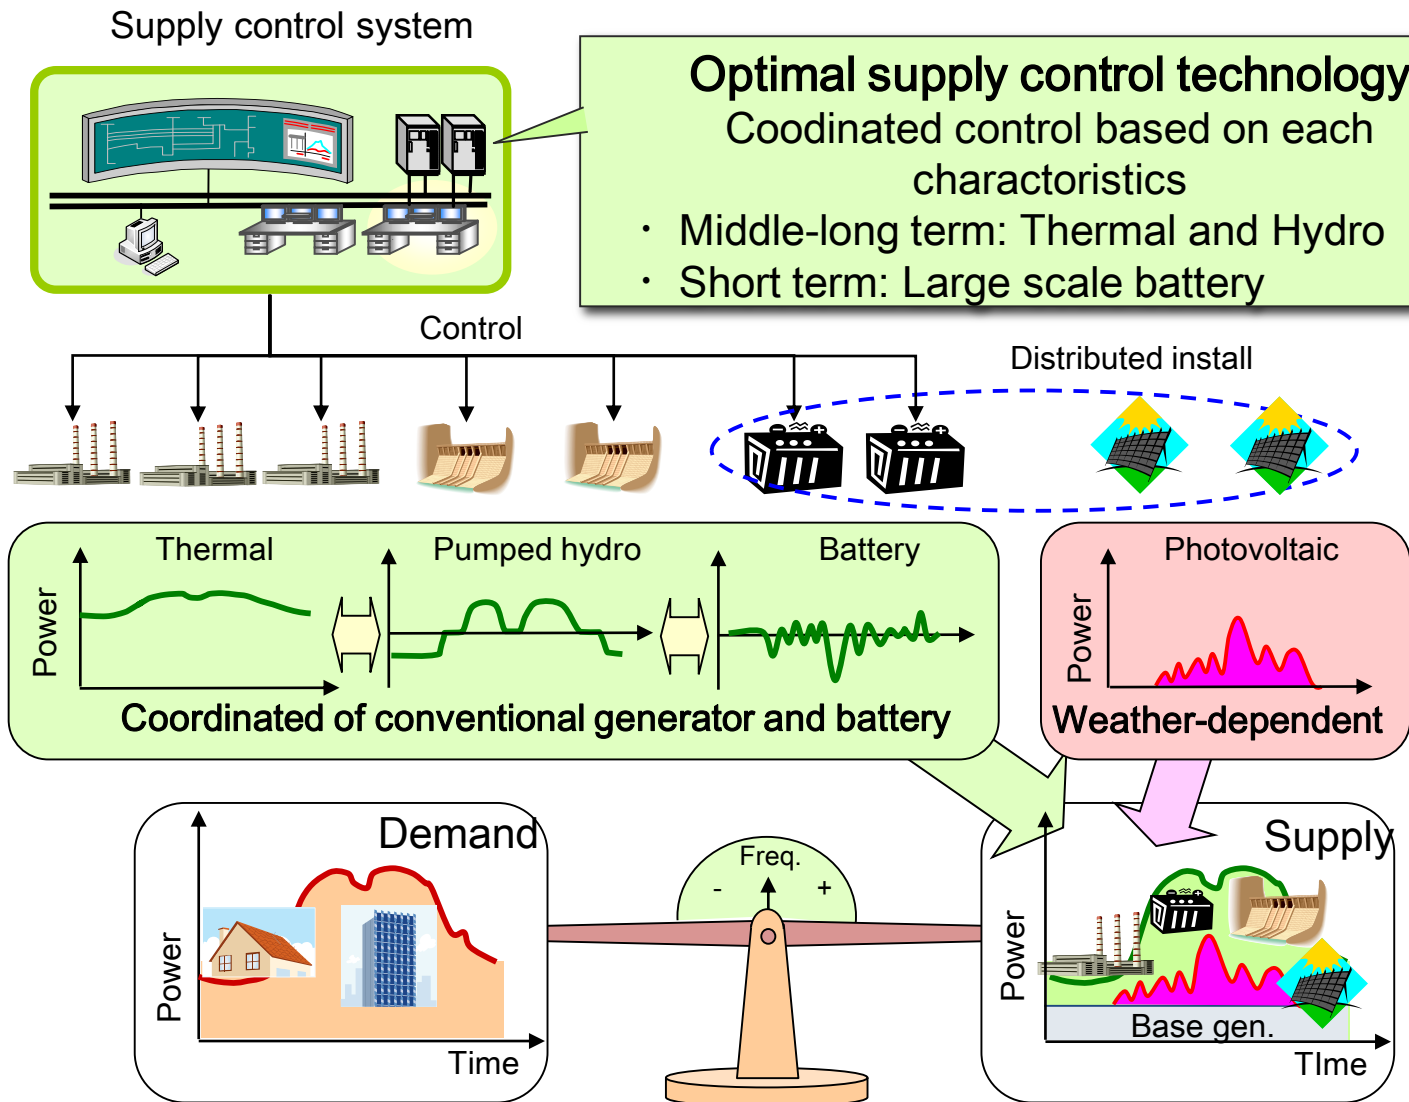 Supply control system
Optimal supply control technology
Coodinated control based on each
charactoristics
・ Middle-long term: Thermal and Hydro
・ Short term: Large scale battery
Control
Distributed install
Thermal
Pumped hydro
Battery
Photovoltaic
Power
Power
Coordinated of conventional generator and battery
Weather-dependent
Demand
Freq.
- +
Supply
Power
Power
Base gen.
Time
TIme